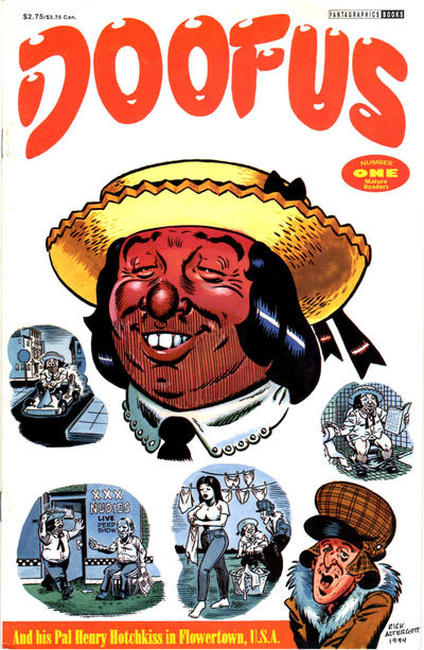 $2.75/$3.75 Can.
FANTAGRAPHICS BOOKS
DOOFUS
NUMBER
ONE
Mature
Readers
XXX
NUDIES
LIVE
PEEP
SHOW
RICK
ALTERGOTT
1994
And his Pal Henry Hotchkiss in Flowertown, U.S.A.